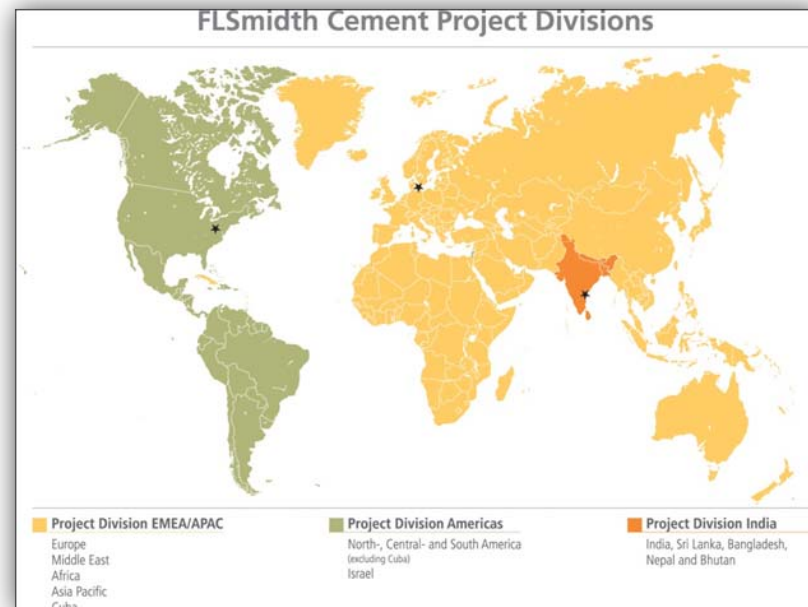 FLSmidth Cement Project Divisions
Project Division EMEA/APAC
Europe
Middle East
Africa
Asia Pacific
Cuba
Project Division Americas
North-, Central- and South America
(excluding Cuba)
Israel
Project Division India
India, Sri Lanka, Bangladesh,
Nepal and Bhutan